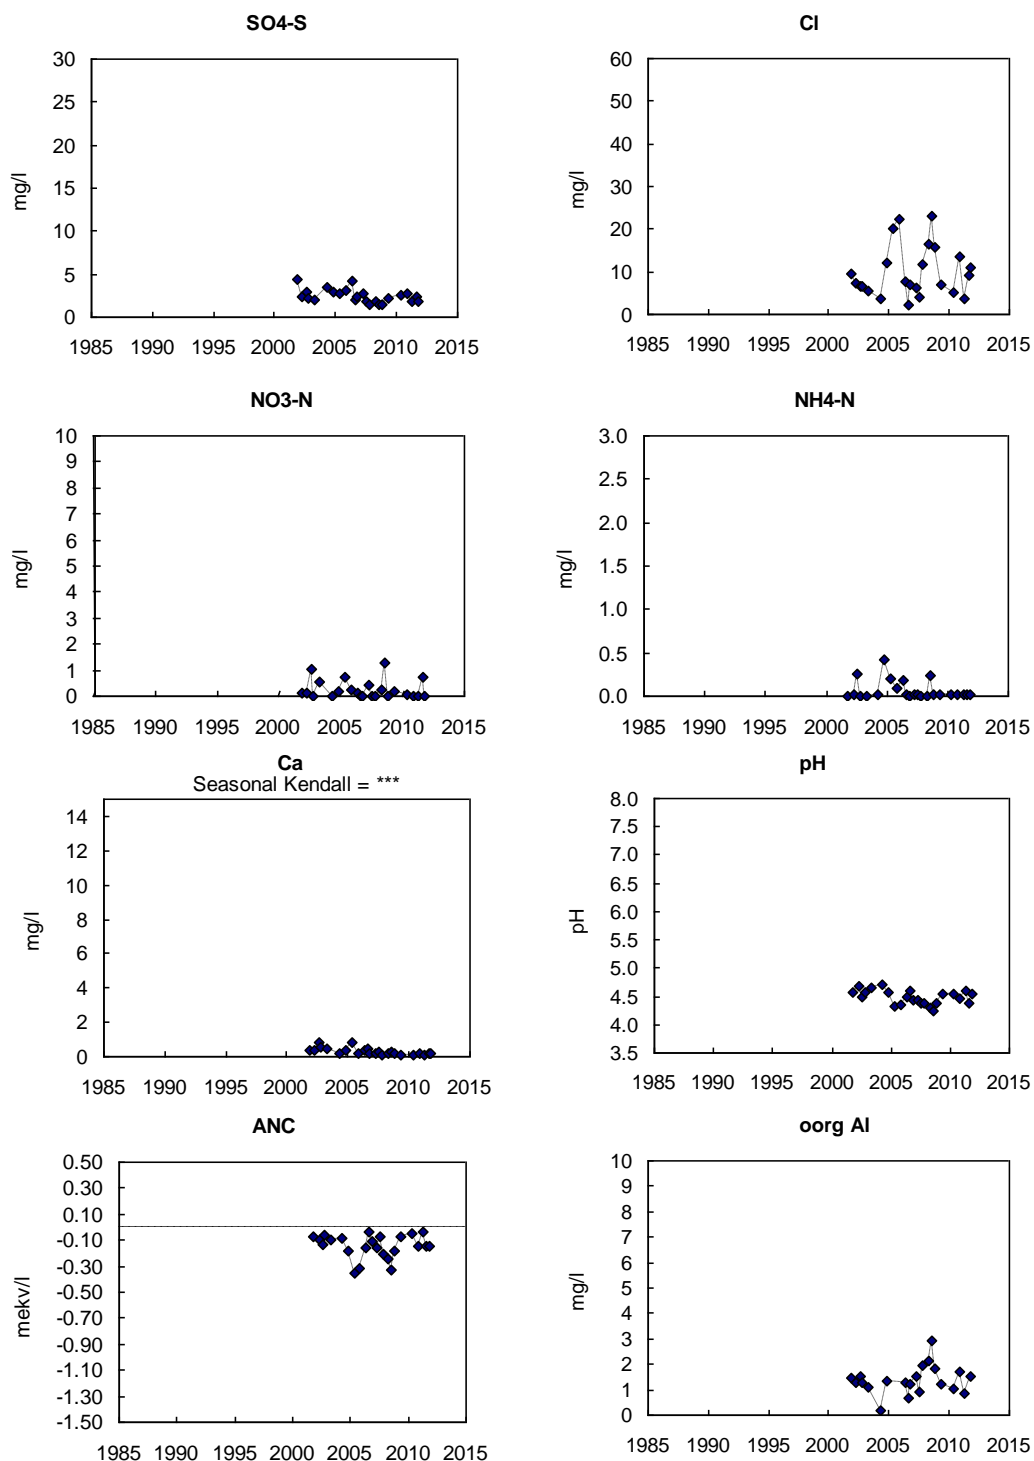 SO4-S
30
25
20
15
10
5
0
mg/l
1985 1990 1995 2000 2005 2010 2015
Cl
60
50
40
30
20
10
0
mg/l
1985 1990 1995 2000 2005 2010 2015
NO3-N
10
9
8
7
6
5
4
3
2
1
0
mg/l
1985 1990 1995 2000 2005 2010 2015
NH4-N
3.0
2.5
2.0
1.5
1.0
0.5
0.0
mg/l
1985 1990 1995 2000 2005 2010 2015
Ca
Seasonal Kendall = ***
14
12
10
8
6
4
2
0
mg/l
1985 1990 1995 2000 2005 2010 2015
pH
8.0
7.5
7.0
6.5
6.0
5.5
5.0
4.5
4.0
3.5
pH
1985 1990 1995 2000 2005 2010 2015
ANC
0.50
0.30
0.10
-0.10
-0.30
-0.50
-0.70
-0.90
-1.10
-1.30
-1.50
mekv/l
1985 1990 1995 2000 2005 2010 2015
oorg Al
10
9
8
7
6
5
4
3
2
1
0
mg/l
1985 1990 1995 2000 2005 2010 2015